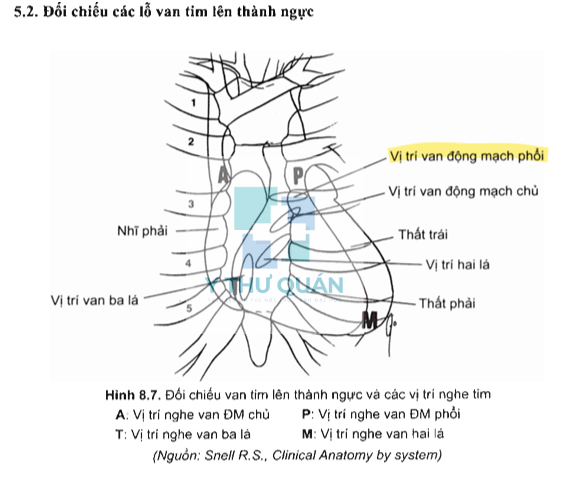 5.2. Đối chiếu các lỗ van tim lên thành ngực
1
2
A
P
Vị trí van động mạch phổi
3
Vị trí van động mạch chủ
Nhĩ phải
Thất trái
4
Vị trí hai lá
Y THƯ QUÁN
Vị trí van ba lá
T
5
Thất phải
M
Hình 8.7. Đối chiếu van tim lên thành ngực và các vị trí nghe tim
A: Vị trí nghe van ĐM chủ P: Vị trí nghe van ĐM phổi
T: Vị trí nghe van ba lá M: Vị trí nghe van hai lá
(Nguồn: Snell R.S., Clinical Anatomy by system)